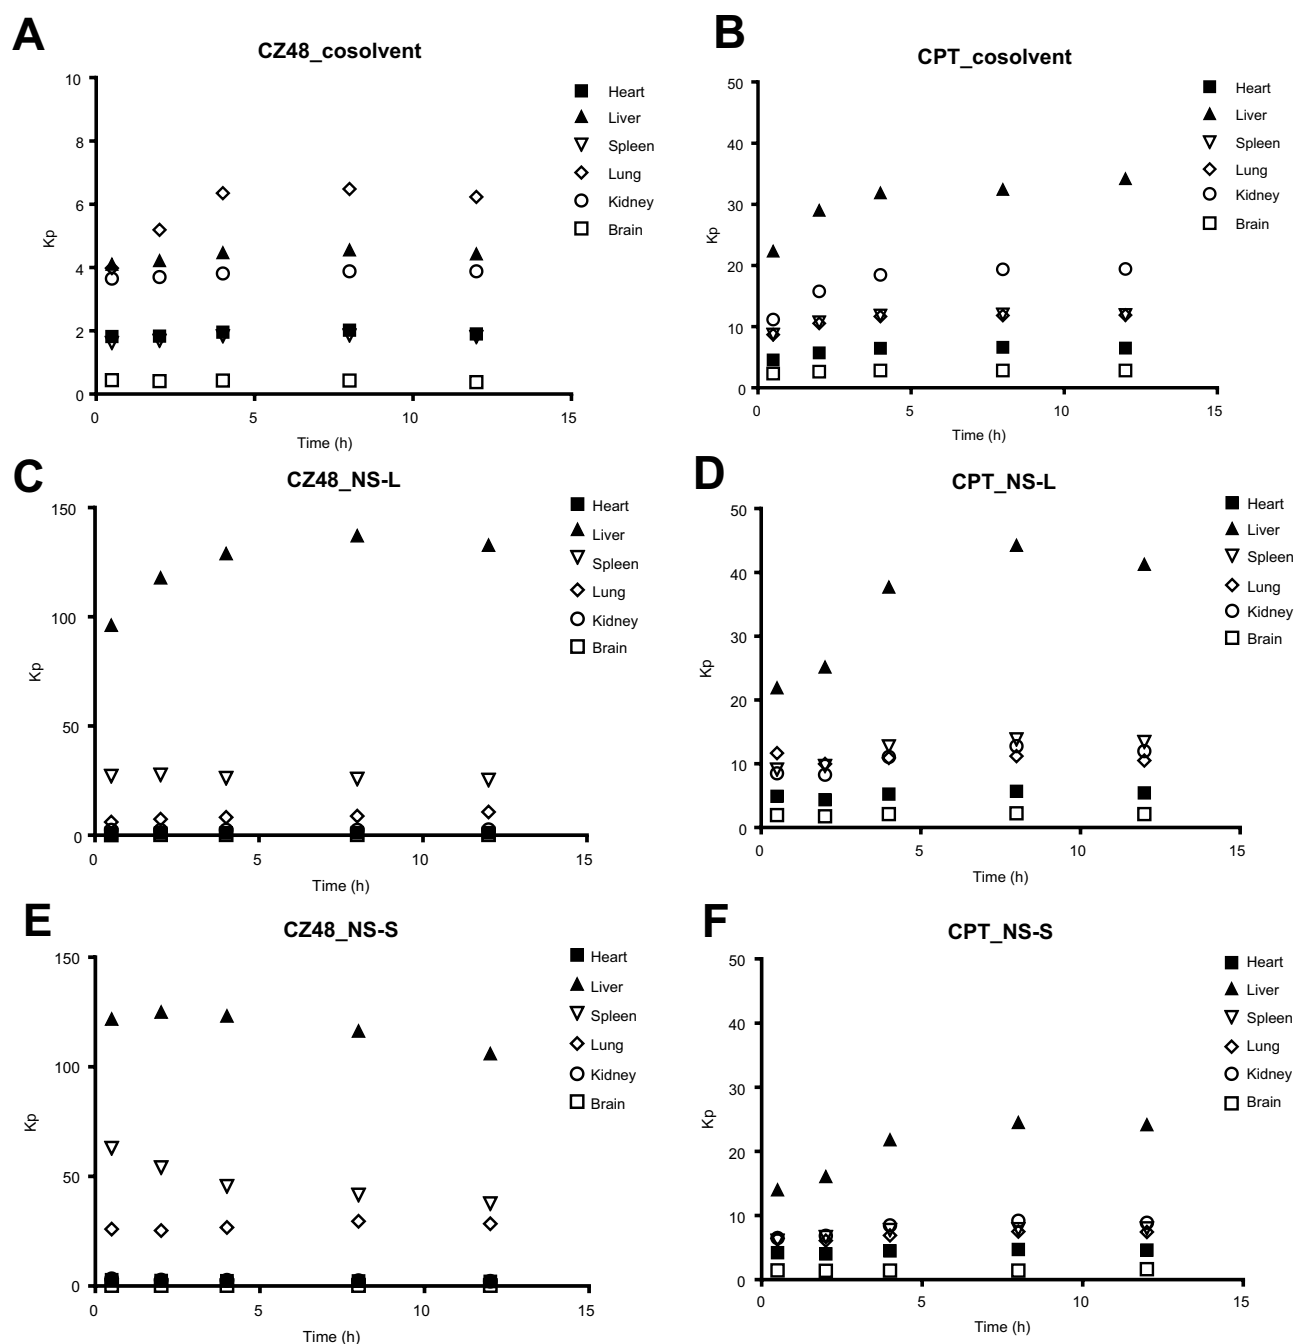 A
CZ48_cosolvent
10
8
6
4
2
0
Kp
0
5
10
15
Time (h)
Heart
Liver
Spleen
Lung
Kidney
Brain
B
CPT_cosolvent
50
40
30
20
10
0
Kp
0
5
10
15
Time (h)
Heart
Liver
Spleen
Lung
Kidney
Brain
C
CZ48_NS-L
150
100
50
0
Kp
0
5
10
15
Time (h)
Heart
Liver
Spleen
Lung
Kidney
Brain
D
CPT_NS-L
50
40
30
20
10
0
Kp
0
5
10
15
Time (h)
Heart
Liver
Spleen
Lung
Kidney
Brain
E
CZ48_NS-S
150
100
50
0
Kp
0
5
10
15
Time (h)
Heart
Liver
Spleen
Lung
Kidney
Brain
F
CPT_NS-S
50
40
30
20
10
0
Kp
0
5
10
15
Time (h)
Heart
Liver
Spleen
Lung
Kidney
Brain